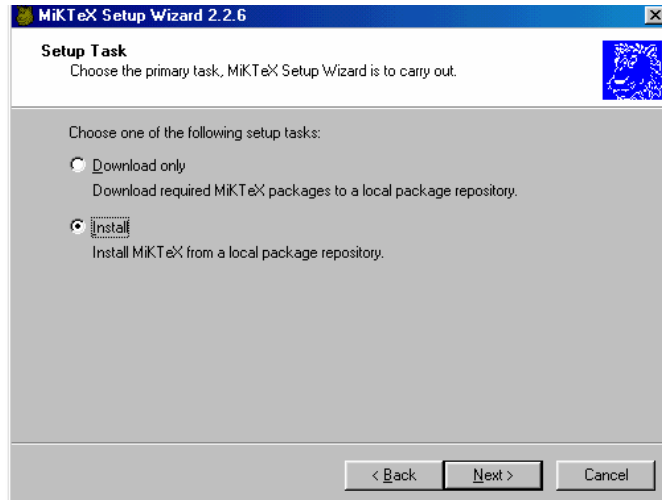 MiKTeX Setup Wizard 2.2.6
Setup Task
Choose the primary task, MiKTeX Setup Wizard is to carry out.
Choose one of the following setup tasks:
Download only
Download required MiKTeX packages to a local package repository.
Install
Install MiKTeX from a local package repository.
< Back
Next >
Cancel